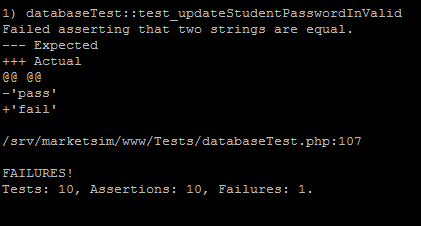 1) databaseTest::test_updateStudentPasswordInValid
Failed asserting that two strings are equal.
--- Expected
+++ Actual
@@ @@
-'pass'
+'fail'
/srv/marketsim/www/Tests/databaseTest.php:107
FAILURES!
Tests: 10, Assertions: 10, Failures: 1.